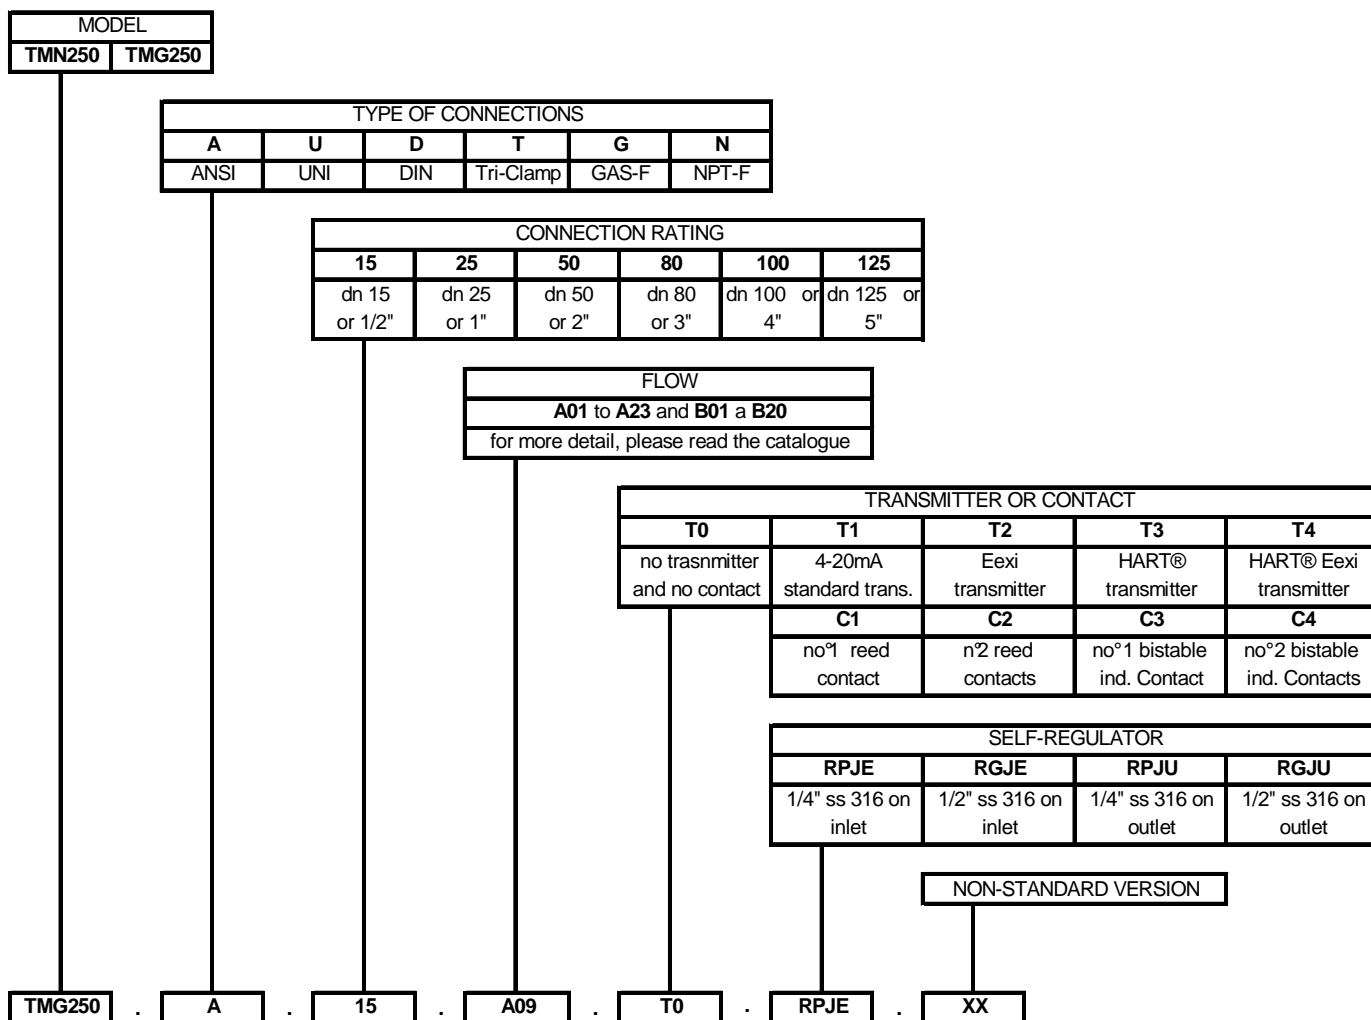 MODEL
TMN250 TMG250
TYPE OF CONNECTIONS
A U D T G N
ANSI UNI DIN Tri-Clamp GAS-F NPT-F
CONNECTION RATING
15 25 50 80 100 125
dn 15 dn 25 dn 50 dn 80 dn 100 or dn 125 or
or 1/2" or 1" or 2" or 3" 4" 5"
FLOW
A01 to A23 and B01 a B20
for more detail, please read the catalogue
TRANSMITTER OR CONTACT
T0 T1 T2 T3 T4
no trasnmitter 4-20mA Eexi HART® HART® Eexi
and no contact standard trans. transmitter transmitter transmitter
C1 C2 C3 C4
no°1 reed n°2 reed no°1 bistable no°2 bistable
contact contacts ind. Contact ind. Contacts
SELF-REGULATOR
RPJE RGJE RPJU RGJU
1/4" ss 316 on 1/2" ss 316 on 1/4" ss 316 on 1/2" ss 316 on
inlet inlet outlet outlet
NON-STANDARD VERSION
TMG250 . A . 15 . A09 . T0 . RPJE . XX